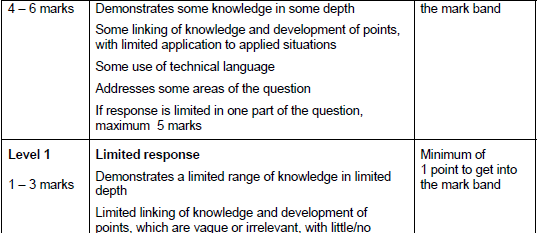 4 – 6 marks
Demonstrates some knowledge in some depth
Some linking of knowledge and development of points,
with limited application to applied situations
Some use of technical language
Addresses some areas of the question
If response is limited in one part of the question,
maximum 5 marks
the mark band
Level 1
1 – 3 marks
Limited response
Demonstrates a limited range of knowledge in limited
depth
Limited linking of knowledge and development of
points, which are vague or irrelevant, with little/no
Minimum of
1 point to get into
the mark band